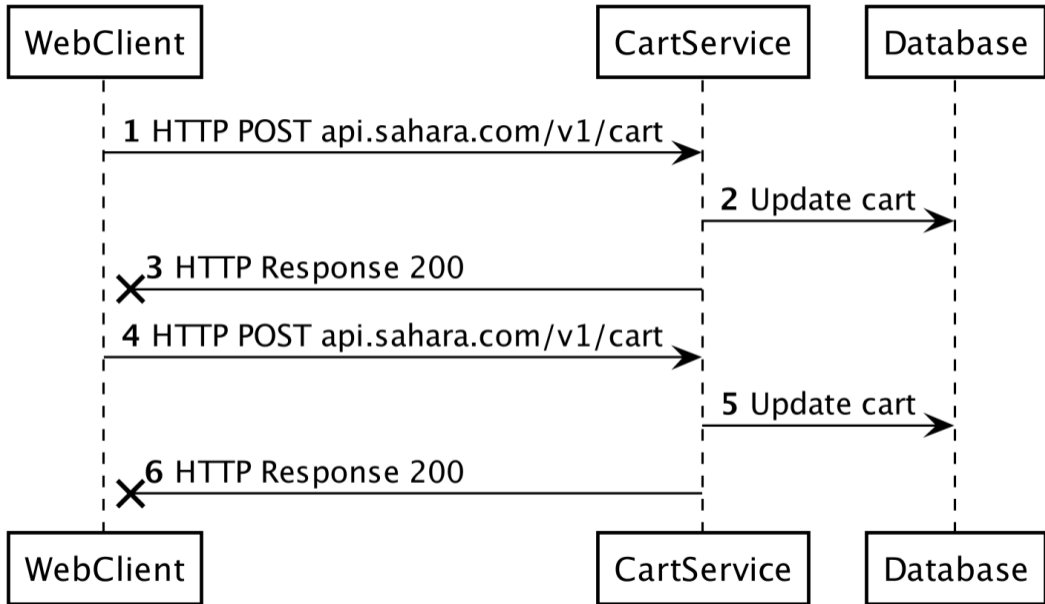 WebClient
CartService
Database
1 HTTP POST api.sahara.com/v1/cart
2 Update cart
3 HTTP Response 200
4 HTTP POST api.sahara.com/v1/cart
5 Update cart
6 HTTP Response 200
WebClient
CartService
Database